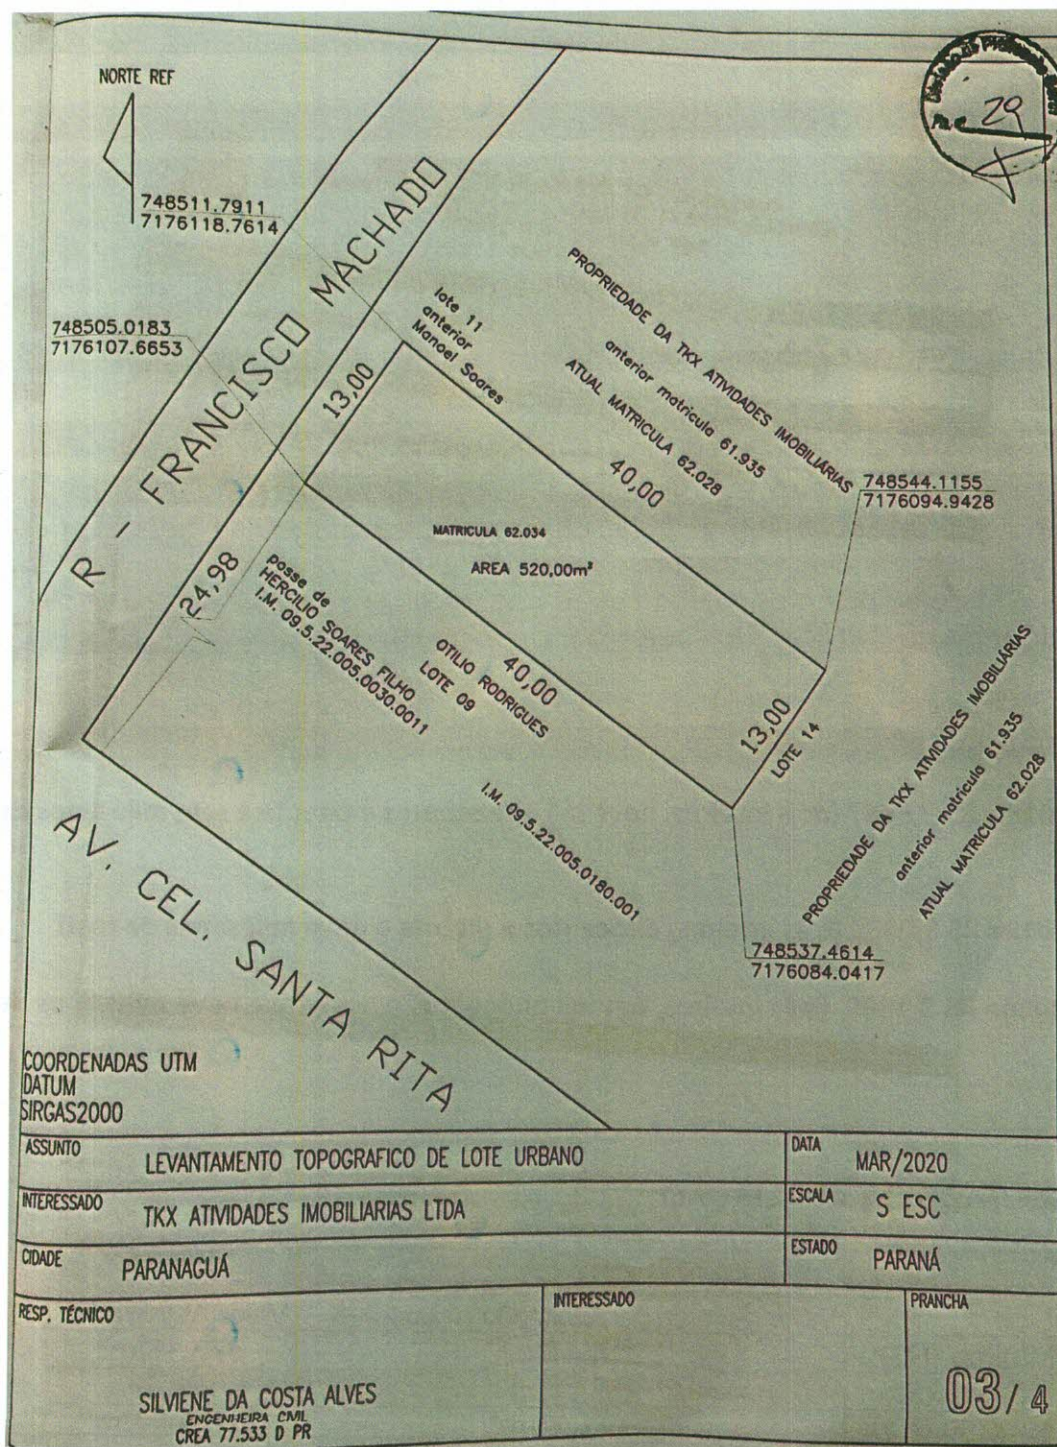 NORTE REF
29
748511.7911
7176118.7614
748505.0183
7176107.6653
R - FRANCISCO MACHADO
13,00
24,98
lote 11
anterior
Manoel Soares
PROPRIEDADE DA TKX ATIVIDADES IMOBILIÁRIAS
anterior matricula 61.935
ATUAL MATRICULA 62.028
40,00
748544.1155
7176094.9428
MATRICULA 62.034
AREA 520,00m²
posse de
HERCILIO SOARES FILHO
I.M. 09.5.22.005.0030.0011
40,00
OTILIO RODRIGUES
LOTE 09
13,00
LOTE 14
I.M. 09.5.22.005.0180.001
PROPRIEDADE DA TKX ATIVIDADES IMOBILIÁRIAS
anterior matricula 61.935
ATUAL MATRICULA 62.028
748537.4614
7176084.0417
AV. CEL. SANTA RITA
COORDENADAS UTM
DATUM
SIRGAS2000
ASSUNTO
LEVANTAMENTO TOPOGRAFICO DE LOTE URBANO
DATA
MAR/2020
INTERESSADO
TKX ATIVIDADES IMOBILIARIAS LTDA
ESCALA
S ESC
CIDADE
PARANAGUÁ
ESTADO
PARANÁ
RESP. TÉCNICO
SILVIENE DA COSTA ALVES
ENGENHEIRA CIVIL
CREA 77.533 D PR
INTERESSADO
PRANCHA
03/4